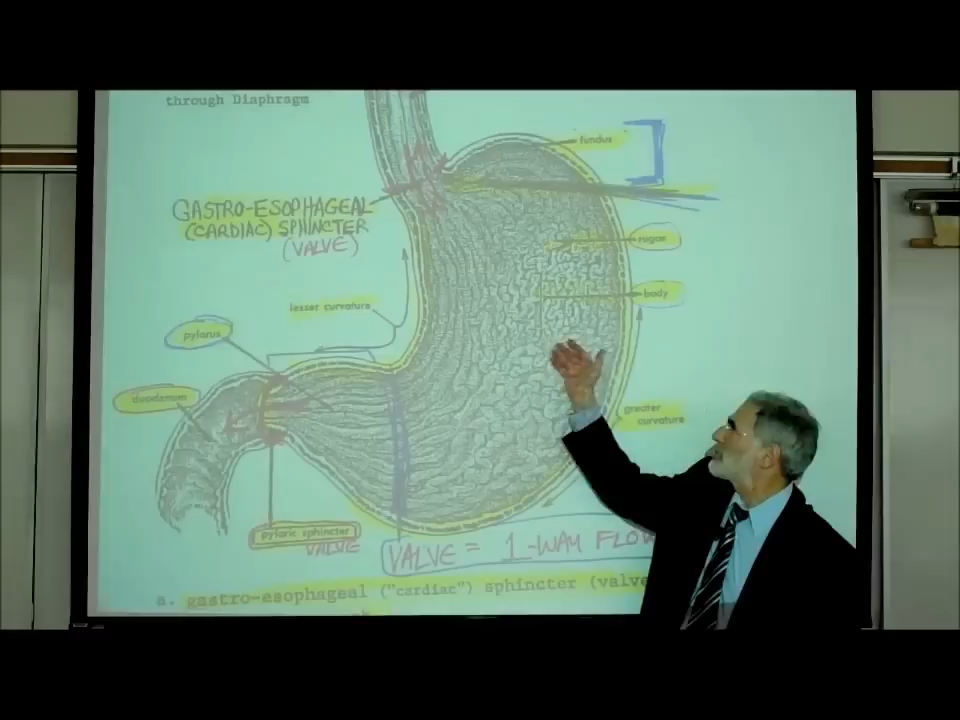 through Diaphragm
fundus
GASTRO-ESOPHAGEAL
(CARDIAC) SPHINCTER
(VALVE)
rugae
body
lesser curvature
pylorus
duodenum
greater
curvature
pyloric sphincter
VALVE
VALVE = 1-WAY FLOW
a. gastro-esophageal ("cardiac") sphincter (valve